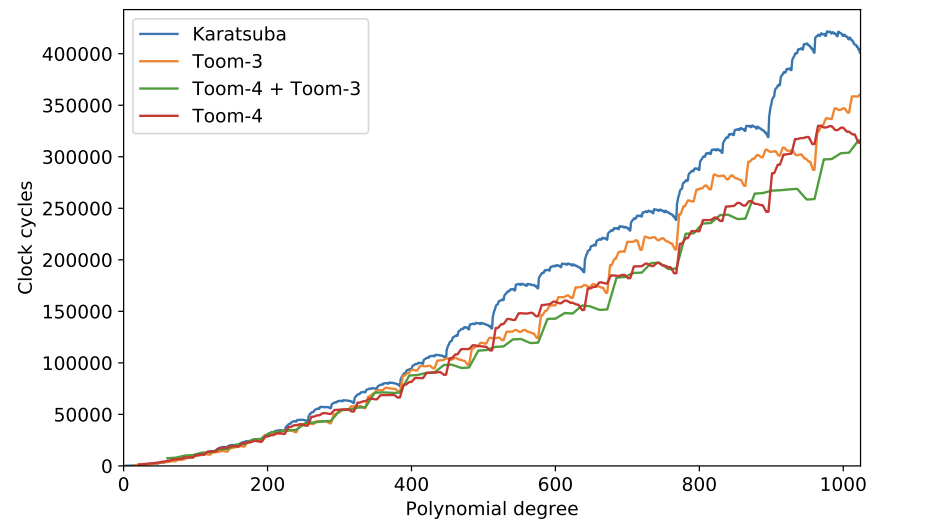 400000
350000
300000
250000
200000
150000
100000
50000
0
Clock cycles
Karatsuba
Toom-3
Toom-4 + Toom-3
Toom-4
0 200 400 600 800 1000
Polynomial degree